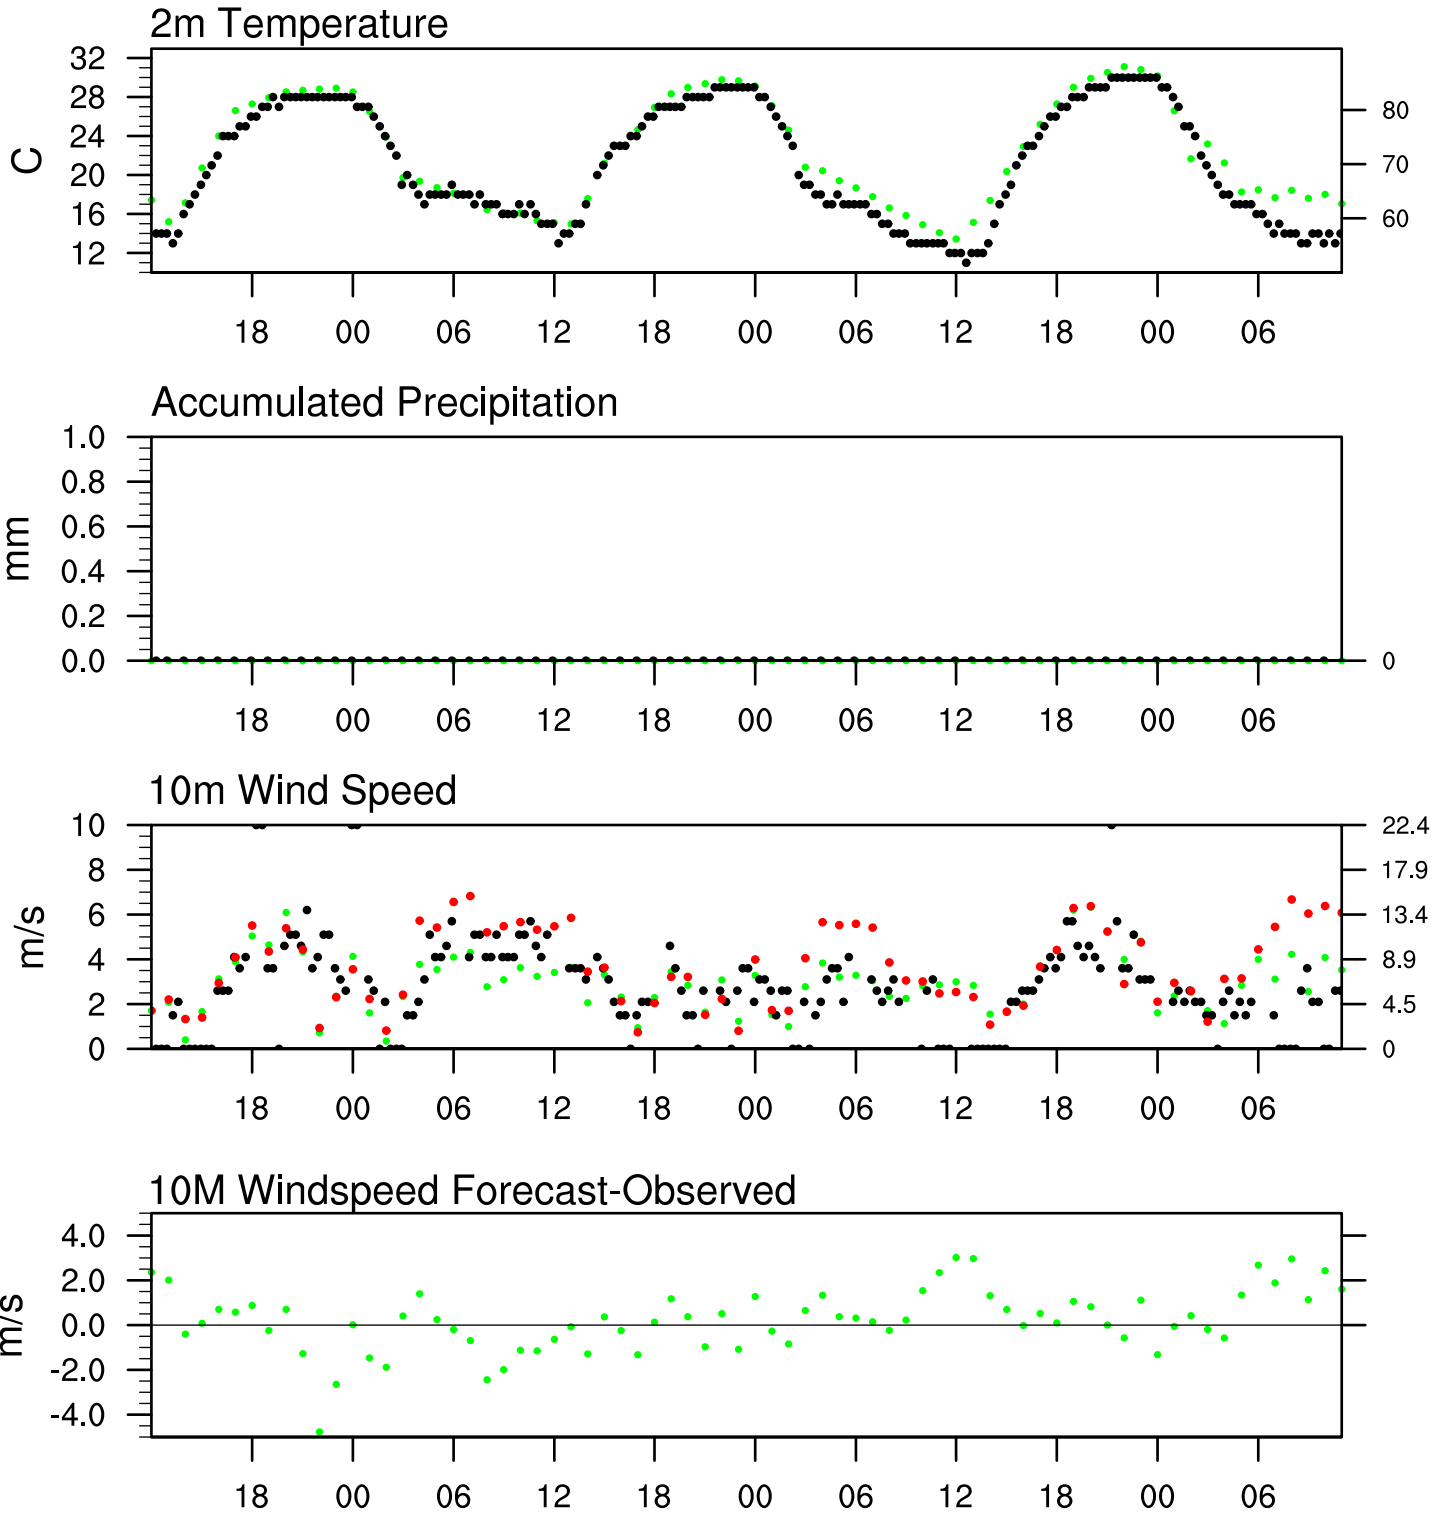 2m Temperature
32
28
24
20
16
12
C
80
70
60
18 00 06 12 18 00 06 12 18 00 06
Accumulated Precipitation
1.0
0.8
0.6
0.4
0.2
0.0
mm
0
18 00 06 12 18 00 06 12 18 00 06
10m Wind Speed
10
8
6
4
2
0
m/s
22.4
17.9
13.4
8.9
4.5
0
18 00 06 12 18 00 06 12 18 00 06
10M Windspeed Forecast-Observed
4.0
2.0
0.0
-2.0
-4.0
m/s
18 00 06 12 18 00 06 12 18 00 06